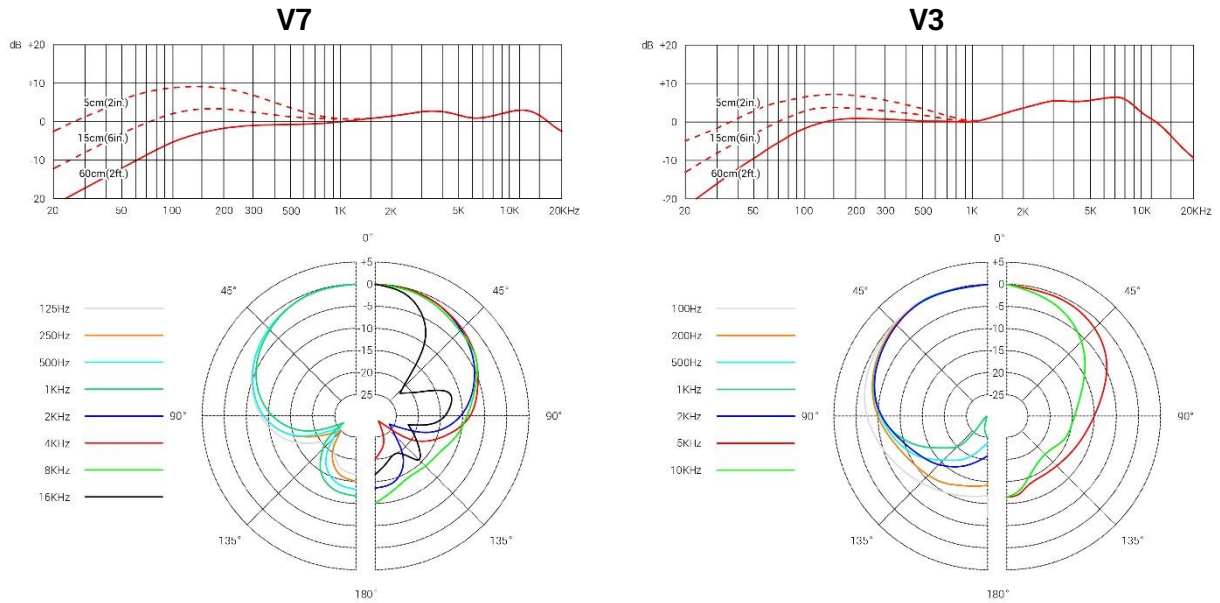 V7
V3
dB +20
+10
0
-10
20
5cm(2in.)
15cm(6in.)
60cm(2ft.)
20 50 100 200 300 500 1K 2K 5K 10K 20KHz
dB +20
+10
0
-10
-20
5cm(2in.)
15cm(6in.)
60cm(2ft.)
20 50 100 200 300 500 1K 2K 5K 10K 20KHz
125Hz
250Hz
500Hz
1KHz
2KHz
4KHz
8KHz
16KHz
0°
45° 45°
90° 90°
135° 135°
180°
+5
0
-5
-10
-15
-20
-25
100Hz
200Hz
500Hz
1KHz
2KHz
5KHz
10KHz
0°
45° 45°
90° 90°
135° 135°
180°
+5
0
-5
-10
-15
-20
-25